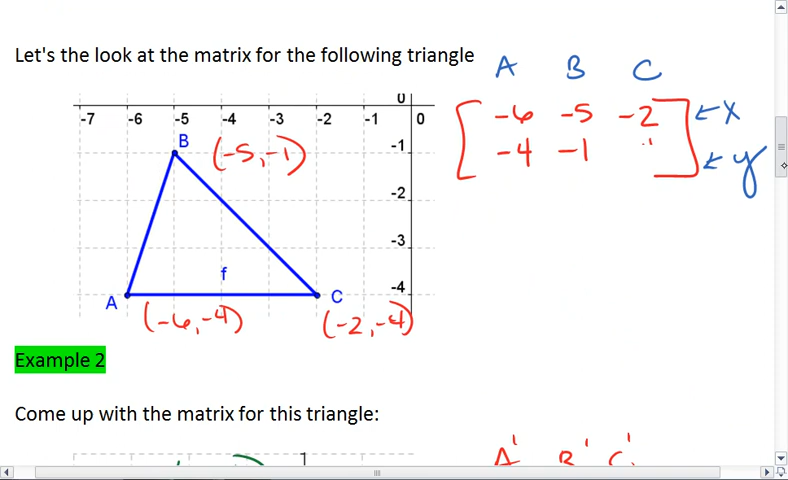 Let's the look at the matrix for the following triangle
A B C
-6 -5 -2 ← x
-4 -1 ← y
0
-7 -6 -5 -4 -3 -2 -1 0
B (-5, -1)
-1
-2
-3
f
-4
A C
(-6, -4) (-2, -4)
Example 2
Come up with the matrix for this triangle:
1
A' B' C'